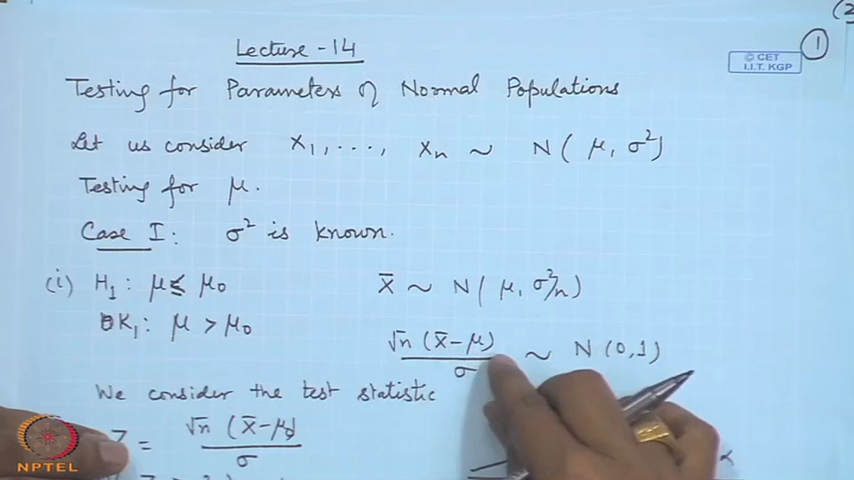 Lecture-14
1
© CET
I.I.T. KGP
Testing for Parameters of Normal Populations
Let us consider X₁, ..., Xₙ ~ N( μ, σ²)
Testing for μ.
Case I: σ² is known.
(i) H₁: μ ≤ μ₀
K₁: μ > μ₀
X̄ ~ N( μ, σ²/n)
√n (X̄-μ)/σ ~ N(0,1)
We consider the test statistic
Z = √n (X̄-μ₀)/σ
NPTEL